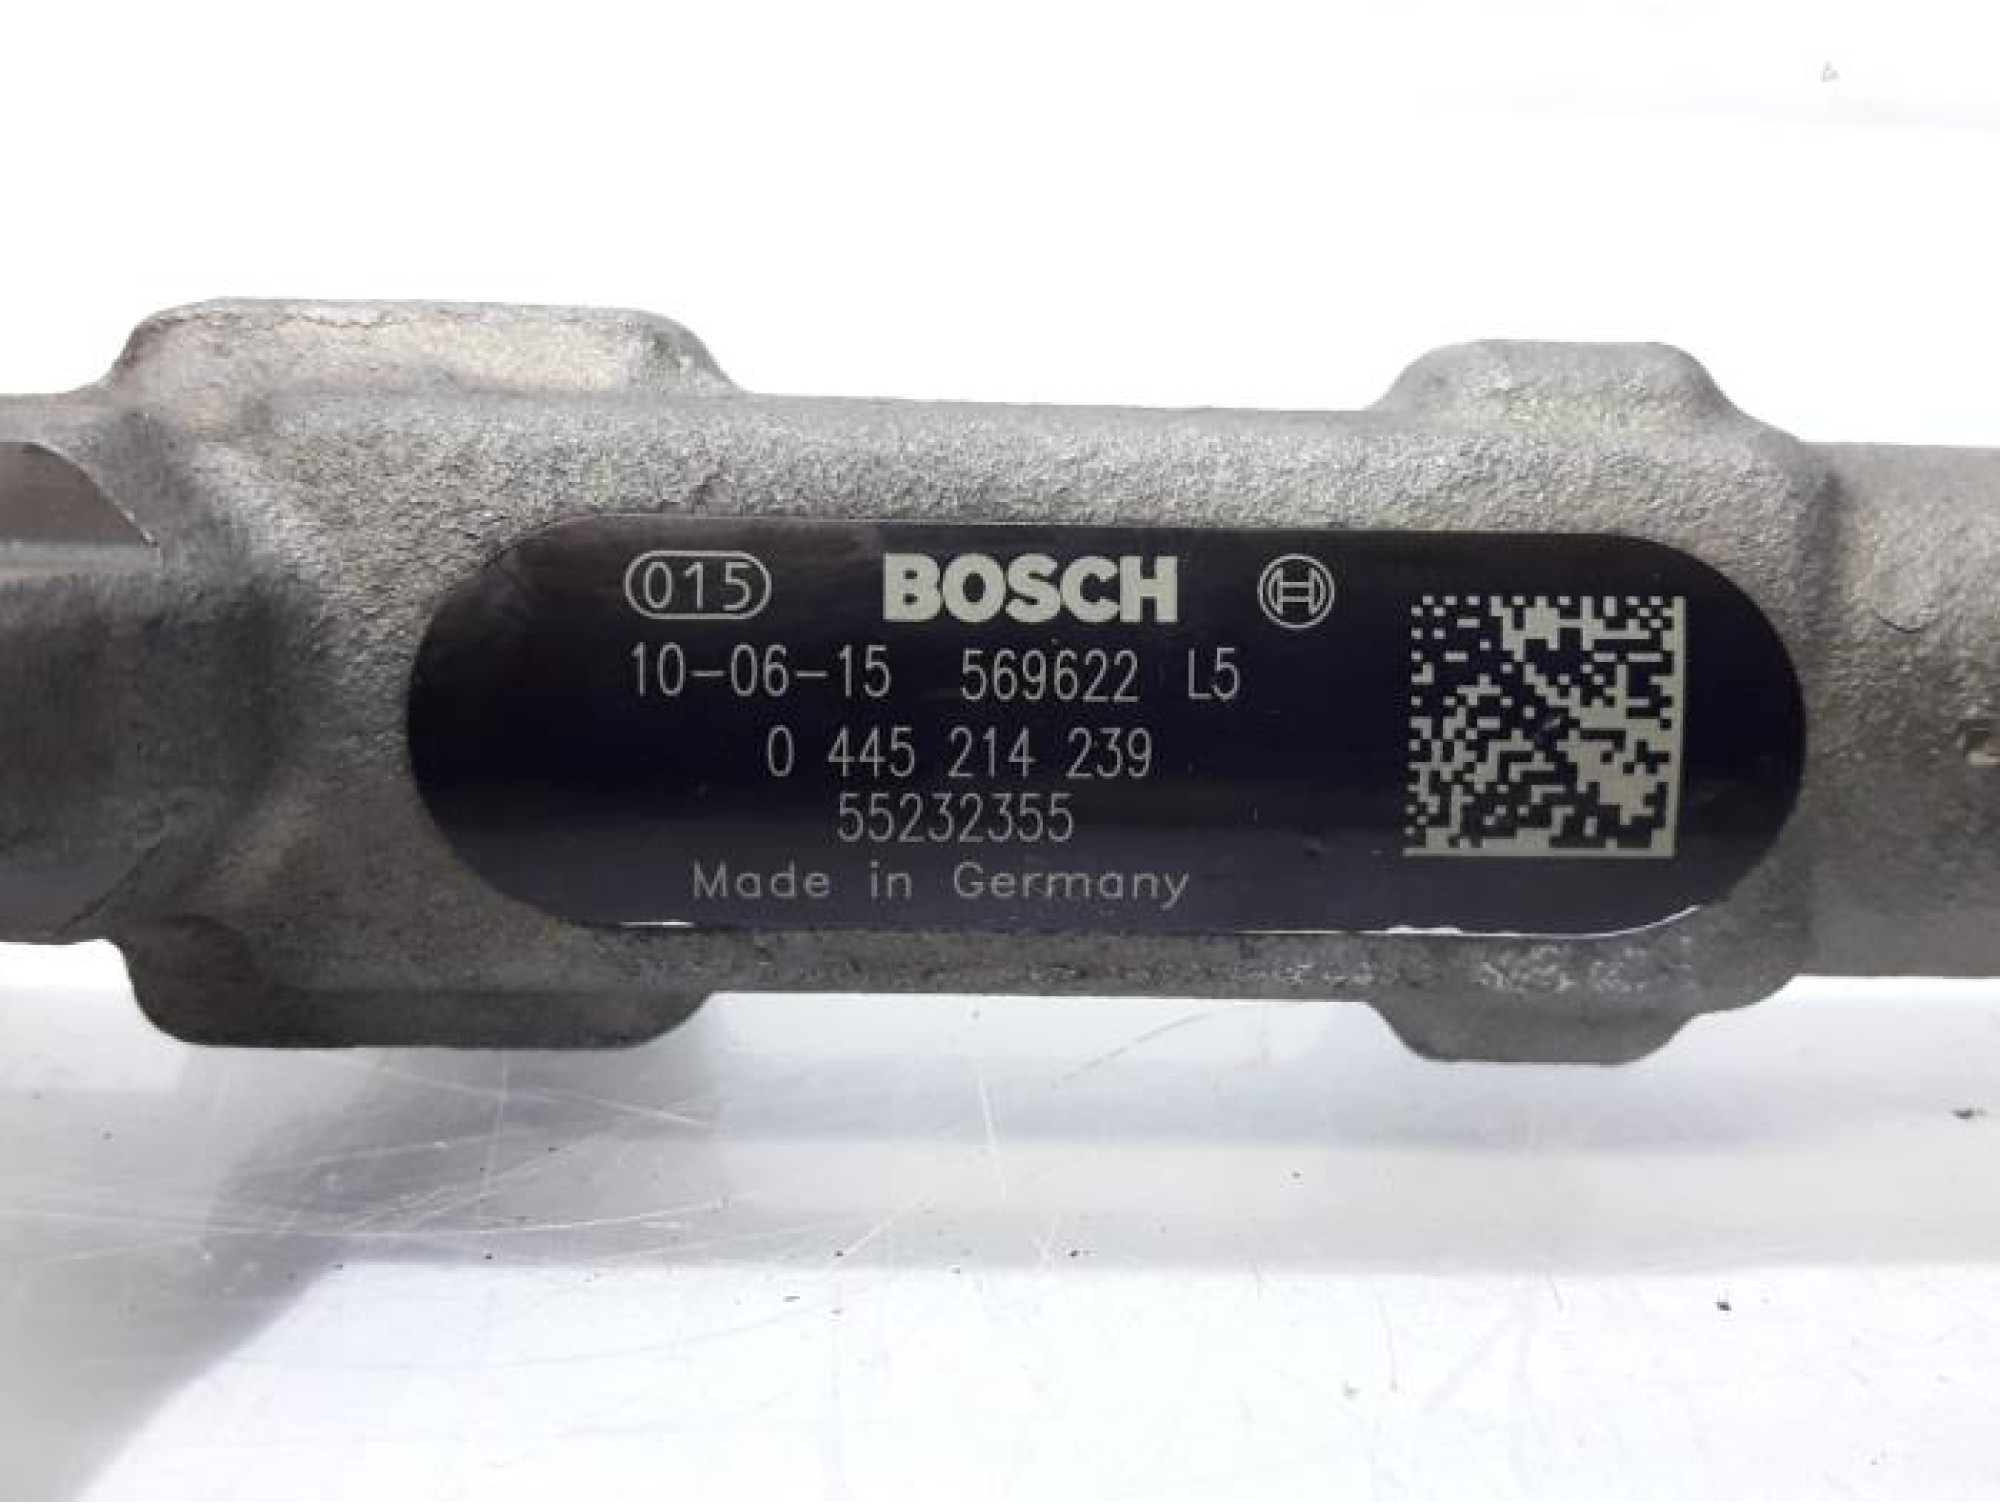 015 BOSCH
10-06-15 569622 L5
0 445 214 239
55232355
Made in Germany